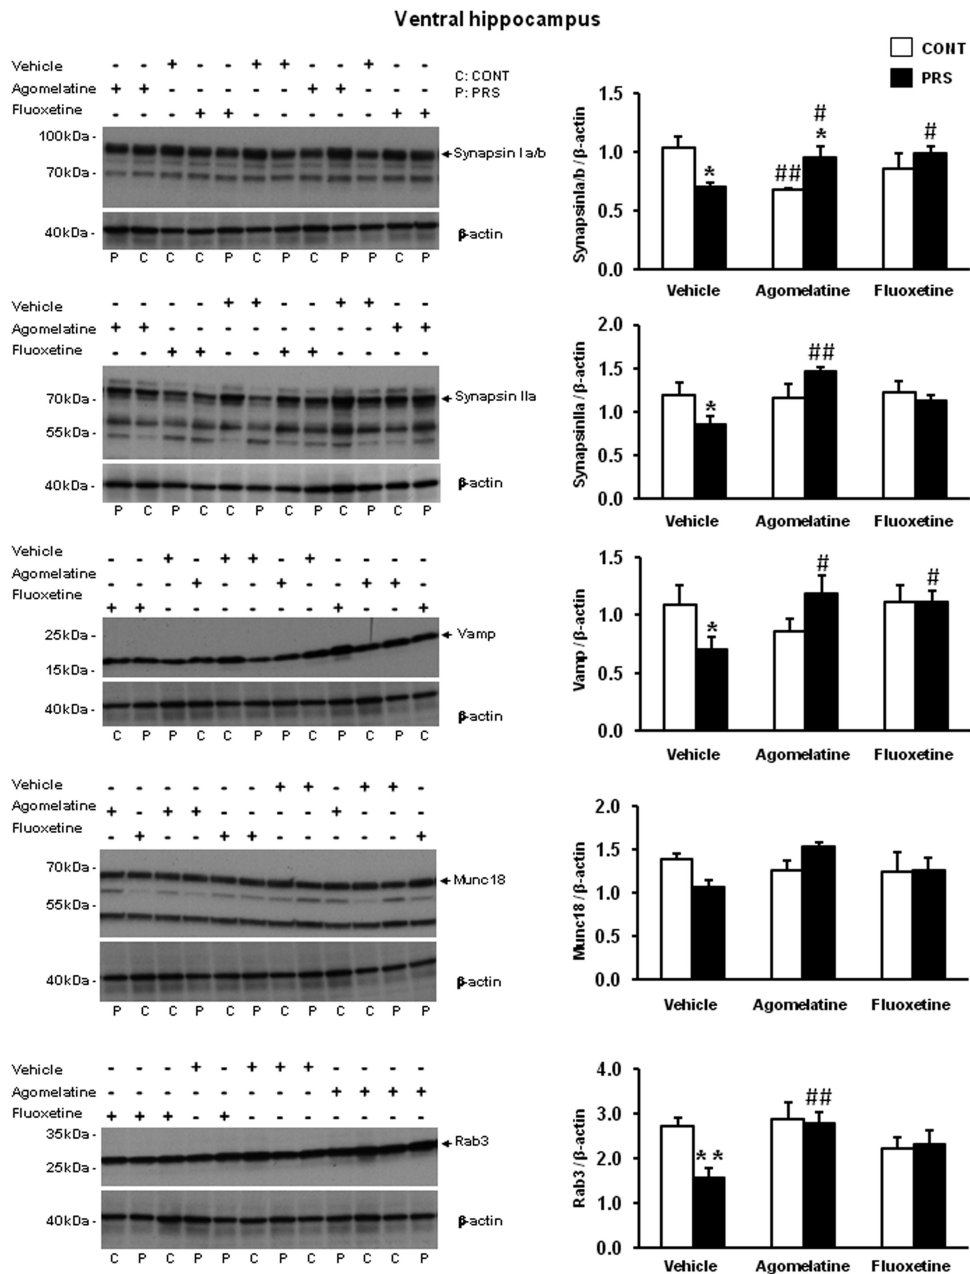 Ventral hippocampus
CONT
PRS
C: CONT
P: PRS
Vehicle - - + - - + + - - + - -
Agomelatine + + - - - - - + + - - -
Fluoxetine - - - + + - - - - - + +
100kDa -
70kDa -
Synapsin Ia/b
40kDa -
β-actin
P C C C P C P C P P C P
SynapsinIa/b / β-actin
1.5
1.0
0.5
0.0
* ## # * #
Vehicle Agomelatine Fluoxetine
Vehicle - - - - + + - - + + - -
Agomelatine + + - - - - - - - - + +
Fluoxetine - - + + - - + + - - - -
70kDa -
55kDa -
Synapsin IIa
40kDa -
β-actin
P C P C C P C P C P C P
SynapsinIIa / β-actin
2.0
1.5
1.0
0.5
0.0
* ##
Vehicle Agomelatine Fluoxetine
Vehicle - - + - + + - + - - - -
Agomelatine - - - + - - + - - + + -
Fluoxetine + + - - - - - - + - - +
25kDa -
15kDa -
Vamp
40kDa -
β-actin
C P P C C P P C P C P C
Vamp / β-actin
1.5
1.0
0.5
0.0
* # #
Vehicle Agomelatine Fluoxetine
Vehicle - - - - - - + + - + + -
Agomelatine + - + + - - - - + - - -
Fluoxetine - + - - + + - - - - - +
70kDa -
55kDa -
Munc18
40kDa -
β-actin
P C C P C P C P C C P P
Munc18 / β-actin
2.0
1.5
1.0
0.5
0.0
Vehicle Agomelatine Fluoxetine
Vehicle - - - + - + + + - - - -
Agomelatine - - - - - - - - + + + +
Fluoxetine + + + - + - - - - - - -
35kDa -
25kDa -
Rab3
40kDa -
β-actin
C P C P P C P C P C C P
Rab3 / β-actin
4.0
3.0
2.0
1.0
0.0
** ##
Vehicle Agomelatine Fluoxetine